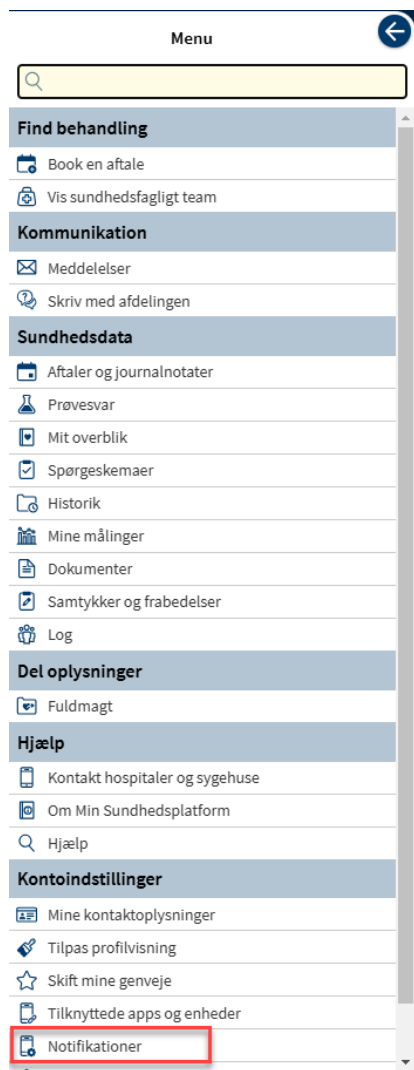 Menu
Find behandling
Book en aftale
Vis sundhedsfagligt team
Kommunikation
Meddelelser
Skriv med afdelingen
Sundhedsdata
Aftaler og journalnotater
Prøvesvar
Mit overblik
Spørgeskemaer
Historik
Mine målinger
Dokumenter
Samtykker og frabedelser
Log
Del oplysninger
Fuldmagt
Hjælp
Kontakt hospitaler og sygehuse
Om Min Sundhedsplatform
Hjælp
Kontoindstillinger
Mine kontaktoplysninger
Tilpas profilvisning
Skift mine genveje
Tilknyttede apps og enheder
Notifikationer